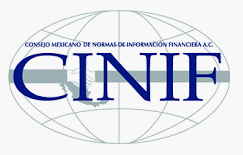 CONSEJO MEXICANO DE NORMAS DE INFORMACIÓN FINANCIERA A.C.
CINIF